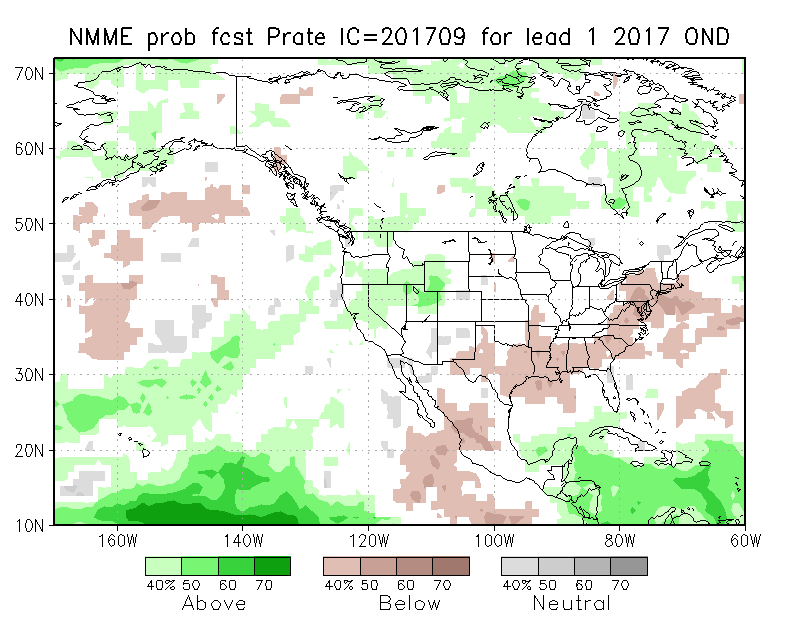 NMME prob fcst Prate IC=201709 for lead 1 2017 OND
70N
60N
50N
40N
30N
20N
10N
160W 140W 120W 100W 80W 60W
40% 50 60 70 40% 50 60 70 40% 50 60 70
Above Below Neutral